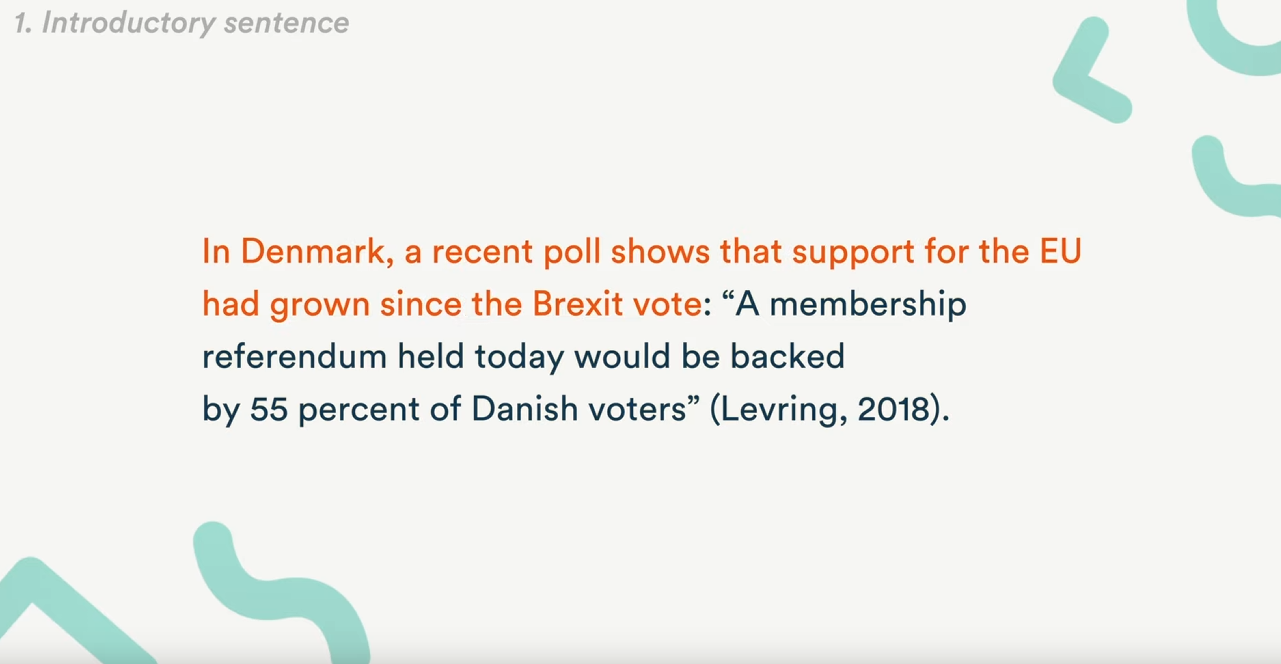 1. Introductory sentence
In Denmark, a recent poll shows that support for the EU
had grown since the Brexit vote: “A membership
referendum held today would be backed
by 55 percent of Danish voters” (Levring, 2018).